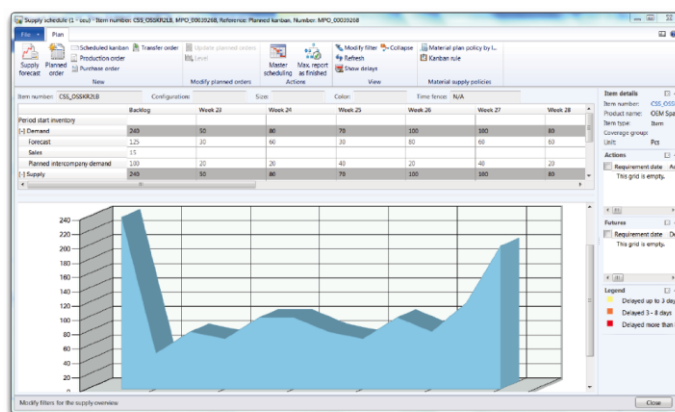 Supply schedule (1 - ceu) - Item number: CSS_OSSKR2LB, MPO_00020268, Reference: Planned kanban, Number: MPO_00020268
File Plan
Supply forecast
Planned order
Scheduled kanban
Transfer order
Production order
Purchase order
New
Update planned orders
Level
Modify planned orders
Master scheduling
Max. report as finished
Actions
Modify filter
Collapse
Refresh
Show delays
View
Material plan policy by i...
Kanban rule
Material supply policies
Item number: CSS_OSSKR2LB Configuration: Size: Color: Time fence: N/A
Backlog Week 23 Week 24 Week 25 Week 26 Week 27 Week 28
Period start inventory
[-] Demand 240 50 80 70 100 100 80
Forecast 125 30 60 30 80 60 60
Sales 15
Planned intercompany demand 100 20 20 40 20 40 20
[-] Supply 240 50 80 70 100 100 80
240
220
200
180
160
140
120
100
80
60
40
20
0
Item details
Item number: CSS_OSS
Product name: OEM Spa
Item type: Item
Coverage group:
Unit: Pcs
Actions
Requirement date
This grid is empty.
Futures
Requirement date
This grid is empty.
Legend
Delayed up to 3 day
Delayed 3 - 8 days
Delayed more than
Modify filters for the supply overview.
Close